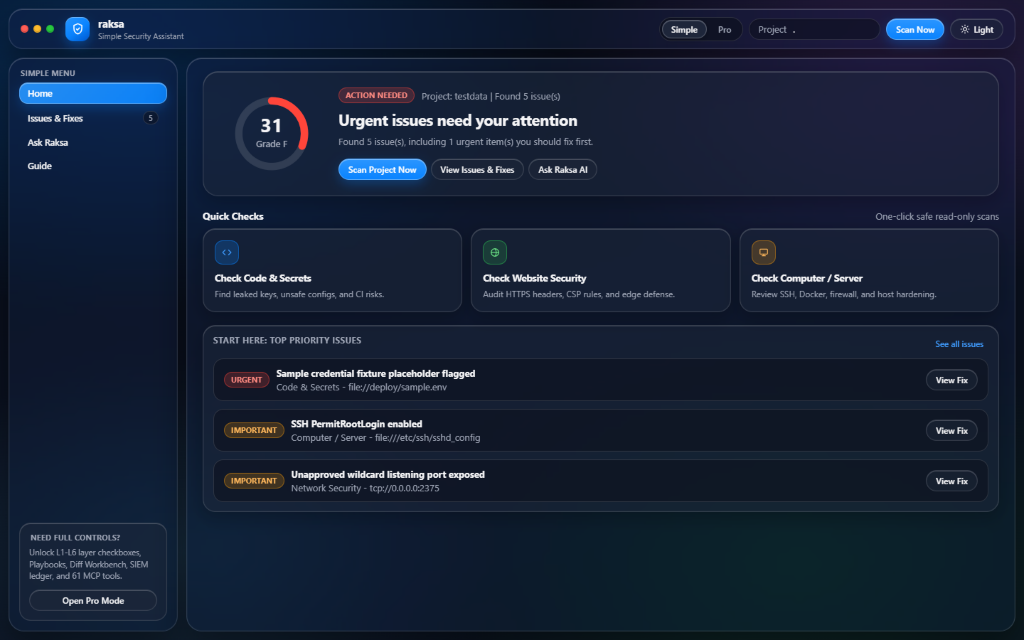 raksa
Simple Security Assistant
Simple
Pro
Project .
Scan Now
Light
SIMPLE MENU
Home
Issues & Fixes 5
Ask Raksa
Guide
NEED FULL CONTROLS?
Unlock L1-L6 layer checkboxes,
Playbooks, Diff Workbench, SIEM
ledger, and 61 MCP tools.
Open Pro Mode
31
Grade F
ACTION NEEDED
Project: testdata | Found 5 issue(s)
Urgent issues need your attention
Found 5 issue(s), including 1 urgent item(s) you should fix first.
Scan Project Now
View Issues & Fixes
Ask Raksa AI
Quick Checks
One-click safe read-only scans
Check Code & Secrets
Find leaked keys, unsafe configs, and CI risks.
Check Website Security
Audit HTTPS headers, CSP rules, and edge defense.
Check Computer / Server
Review SSH, Docker, firewall, and host hardening.
START HERE: TOP PRIORITY ISSUES
See all issues
URGENT
Sample credential fixture placeholder flagged
Code & Secrets - file://deploy/sample.env
View Fix
IMPORTANT
SSH PermitRootLogin enabled
Computer / Server - file:///etc/ssh/sshd_config
View Fix
IMPORTANT
Unapproved wildcard listening port exposed
Network Security - tcp://0.0.0.0:2375
View Fix